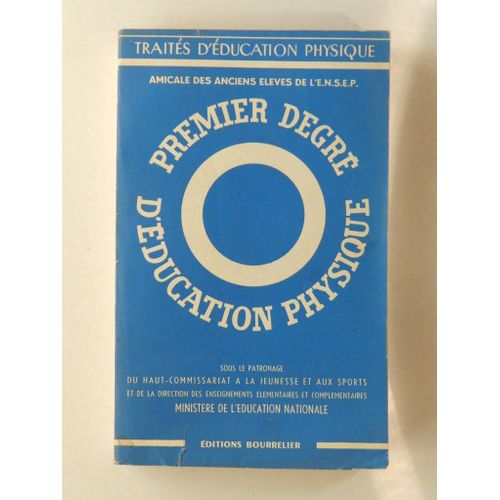 TRAITÉS D'ÉDUCATION PHYSIQUE
AMICALE DES ANCIENS ELEVES DE L'E.N.S.E.P.
PREMIER DEGRÉ
D'ÉDUCATION PHYSIQUE
SOUS LE PATRONAGE
DU HAUT-COMMISSARIAT A LA JEUNESSE ET AUX SPORTS
ET DE LA DIRECTION DES ENSEIGNEMENTS ELEMENTAIRES ET COMPLEMENTAIRES
MINISTERE DE L'EDUCATION NATIONALE
ÉDITIONS BOURRELIER